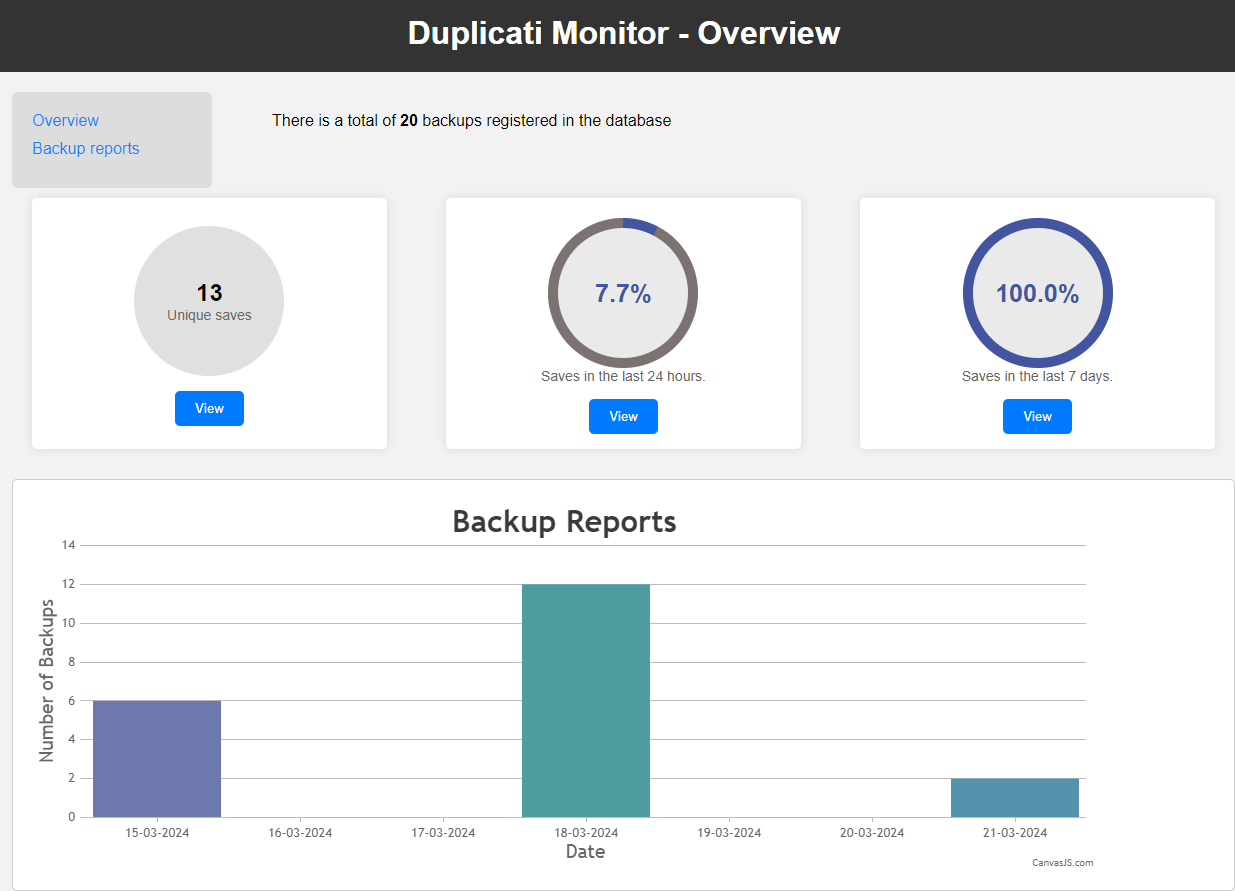 Duplicati Monitor - Overview
Overview
Backup reports
There is a total of 20 backups registered in the database
13
Unique saves
View
7.7%
Saves in the last 24 hours.
View
100.0%
Saves in the last 7 days.
View
Backup Reports
Number of Backups
14
12
10
8
6
4
2
0
15-03-2024 16-03-2024 17-03-2024 18-03-2024 19-03-2024 20-03-2024 21-03-2024
Date
CanvasJS.com